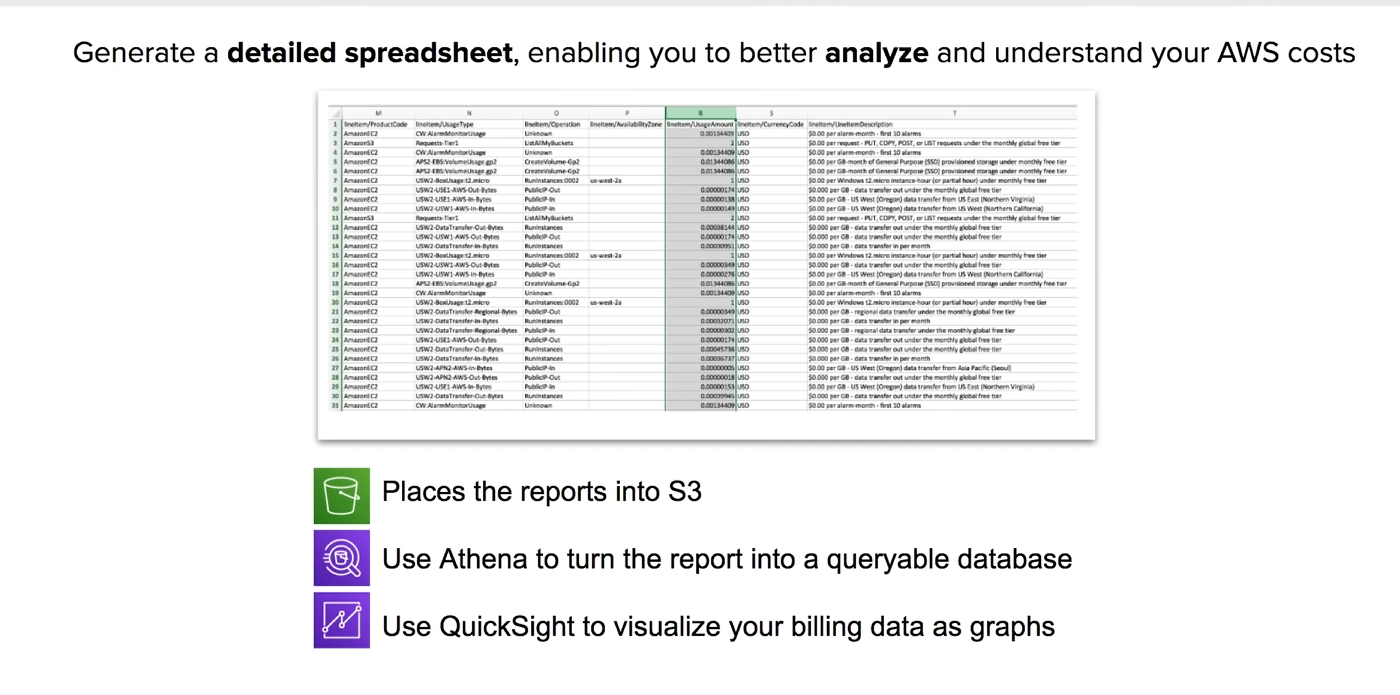 Generate a detailed spreadsheet, enabling you to better analyze and understand your AWS costs
M N O P R S T
1 lineItem/ProductCode lineItem/UsageType lineItem/Operation lineItem/AvailabilityZone lineItem/UsageAmount lineItem/CurrencyCode lineItem/LineItemDescription
2 AmazonEC2 CW:AlarmMonitorUsage Unknown 0.00134409 USD $0.00 per alarm-month - first 10 alarms
3 AmazonS3 Requests-Tier1 ListAllMyBuckets 2 USD $0.00 per request - PUT, COPY, POST, or LIST requests under the monthly global free tier
4 AmazonEC2 CW:AlarmMonitorUsage Unknown 0.00134409 USD $0.00 per alarm-month - first 10 alarms
5 AmazonEC2 APS2-EBS:VolumeUsage.gp2 CreateVolume-Gp2 0.01344086 USD $0.00 per GB-month of General Purpose (SSD) provisioned storage under monthly free tier
6 AmazonEC2 APS2-EBS:VolumeUsage.gp2 CreateVolume-Gp2 0.01344086 USD $0.00 per GB-month of General Purpose (SSD) provisioned storage under monthly free tier
7 AmazonEC2 USW2-BoxUsage:t2.micro RunInstances:0002 us-west-2a 1 USD $0.00 per Windows t2.micro instance-hour (or partial hour) under monthly free tier
8 AmazonEC2 USW2-USE1-AWS-Out-Bytes PublicIP-Out 0.00000174 USD $0.000 per GB - data transfer out under the monthly global free tier
9 AmazonEC2 USW2-USE1-AWS-In-Bytes PublicIP-In 0.00000138 USD $0.00 per GB - US West (Oregon) data transfer from US East (Northern Virginia)
10 AmazonEC2 USW2-USW1-AWS-In-Bytes PublicIP-In 0.00000149 USD $0.00 per GB - US West (Oregon) data transfer from US West (Northern California)
11 AmazonS3 Requests-Tier1 ListAllMyBuckets 2 USD $0.00 per request - PUT, COPY, POST, or LIST requests under the monthly global free tier
12 AmazonEC2 USW2-DataTransfer-Out-Bytes RunInstances 0.00038144 USD $0.000 per GB - data transfer out under the monthly global free tier
13 AmazonEC2 USW2-USW1-AWS-Out-Bytes PublicIP-Out 0.00000174 USD $0.000 per GB - data transfer out under the monthly global free tier
14 AmazonEC2 USW2-DataTransfer-In-Bytes RunInstances 0.00030951 USD $0.000 per GB - data transfer in per month
15 AmazonEC2 USW2-BoxUsage:t2.micro RunInstances:0002 us-west-2a 1 USD $0.00 per Windows t2.micro instance-hour (or partial hour) under monthly free tier
16 AmazonEC2 USW2-USW1-AWS-Out-Bytes PublicIP-Out 0.00000349 USD $0.000 per GB - data transfer out under the monthly global free tier
17 AmazonEC2 USW2-USW1-AWS-In-Bytes PublicIP-In 0.00000276 USD $0.00 per GB - US West (Oregon) data transfer from US West (Northern California)
18 AmazonEC2 APS2-EBS:VolumeUsage.gp2 CreateVolume-Gp2 0.01344086 USD $0.00 per GB-month of General Purpose (SSD) provisioned storage under monthly free tier
19 AmazonEC2 CW:AlarmMonitorUsage Unknown 0.00134409 USD $0.00 per alarm-month - first 10 alarms
20 AmazonEC2 USW2-BoxUsage:t2.micro RunInstances:0002 us-west-2a 1 USD $0.00 per Windows t2.micro instance-hour (or partial hour) under monthly free tier
21 AmazonEC2 USW2-DataTransfer-Regional-Bytes PublicIP-Out 0.00000349 USD $0.000 per GB - regional data transfer under the monthly global free tier
22 AmazonEC2 USW2-DataTransfer-In-Bytes RunInstances 0.00032071 USD $0.000 per GB - data transfer in per month
23 AmazonEC2 USW2-DataTransfer-Regional-Bytes PublicIP-In 0.00000302 USD $0.000 per GB - regional data transfer under the monthly global free tier
24 AmazonEC2 USW2-USE1-AWS-Out-Bytes PublicIP-Out 0.00000174 USD $0.000 per GB - data transfer out under the monthly global free tier
25 AmazonEC2 USW2-DataTransfer-Out-Bytes RunInstances 0.00045736 USD $0.000 per GB - data transfer out under the monthly global free tier
26 AmazonEC2 USW2-DataTransfer-In-Bytes RunInstances 0.00036737 USD $0.000 per GB - data transfer in per month
27 AmazonEC2 USW2-APN2-AWS-In-Bytes PublicIP-In 0.00000005 USD $0.00 per GB - US West (Oregon) data transfer from Asia Pacific (Seoul)
28 AmazonEC2 USW2-APN2-AWS-Out-Bytes PublicIP-Out 0.00000018 USD $0.000 per GB - data transfer out under the monthly global free tier
29 AmazonEC2 USW2-USE1-AWS-In-Bytes PublicIP-In 0.00000153 USD $0.00 per GB - US West (Oregon) data transfer from US East (Northern Virginia)
30 AmazonEC2 USW2-DataTransfer-Out-Bytes RunInstances 0.00039945 USD $0.000 per GB - data transfer out under the monthly global free tier
31 AmazonEC2 CW:AlarmMonitorUsage Unknown 0.00134409 USD $0.00 per alarm-month - first 10 alarms
Places the reports into S3
Use Athena to turn the report into a queryable database
Use QuickSight to visualize your billing data as graphs